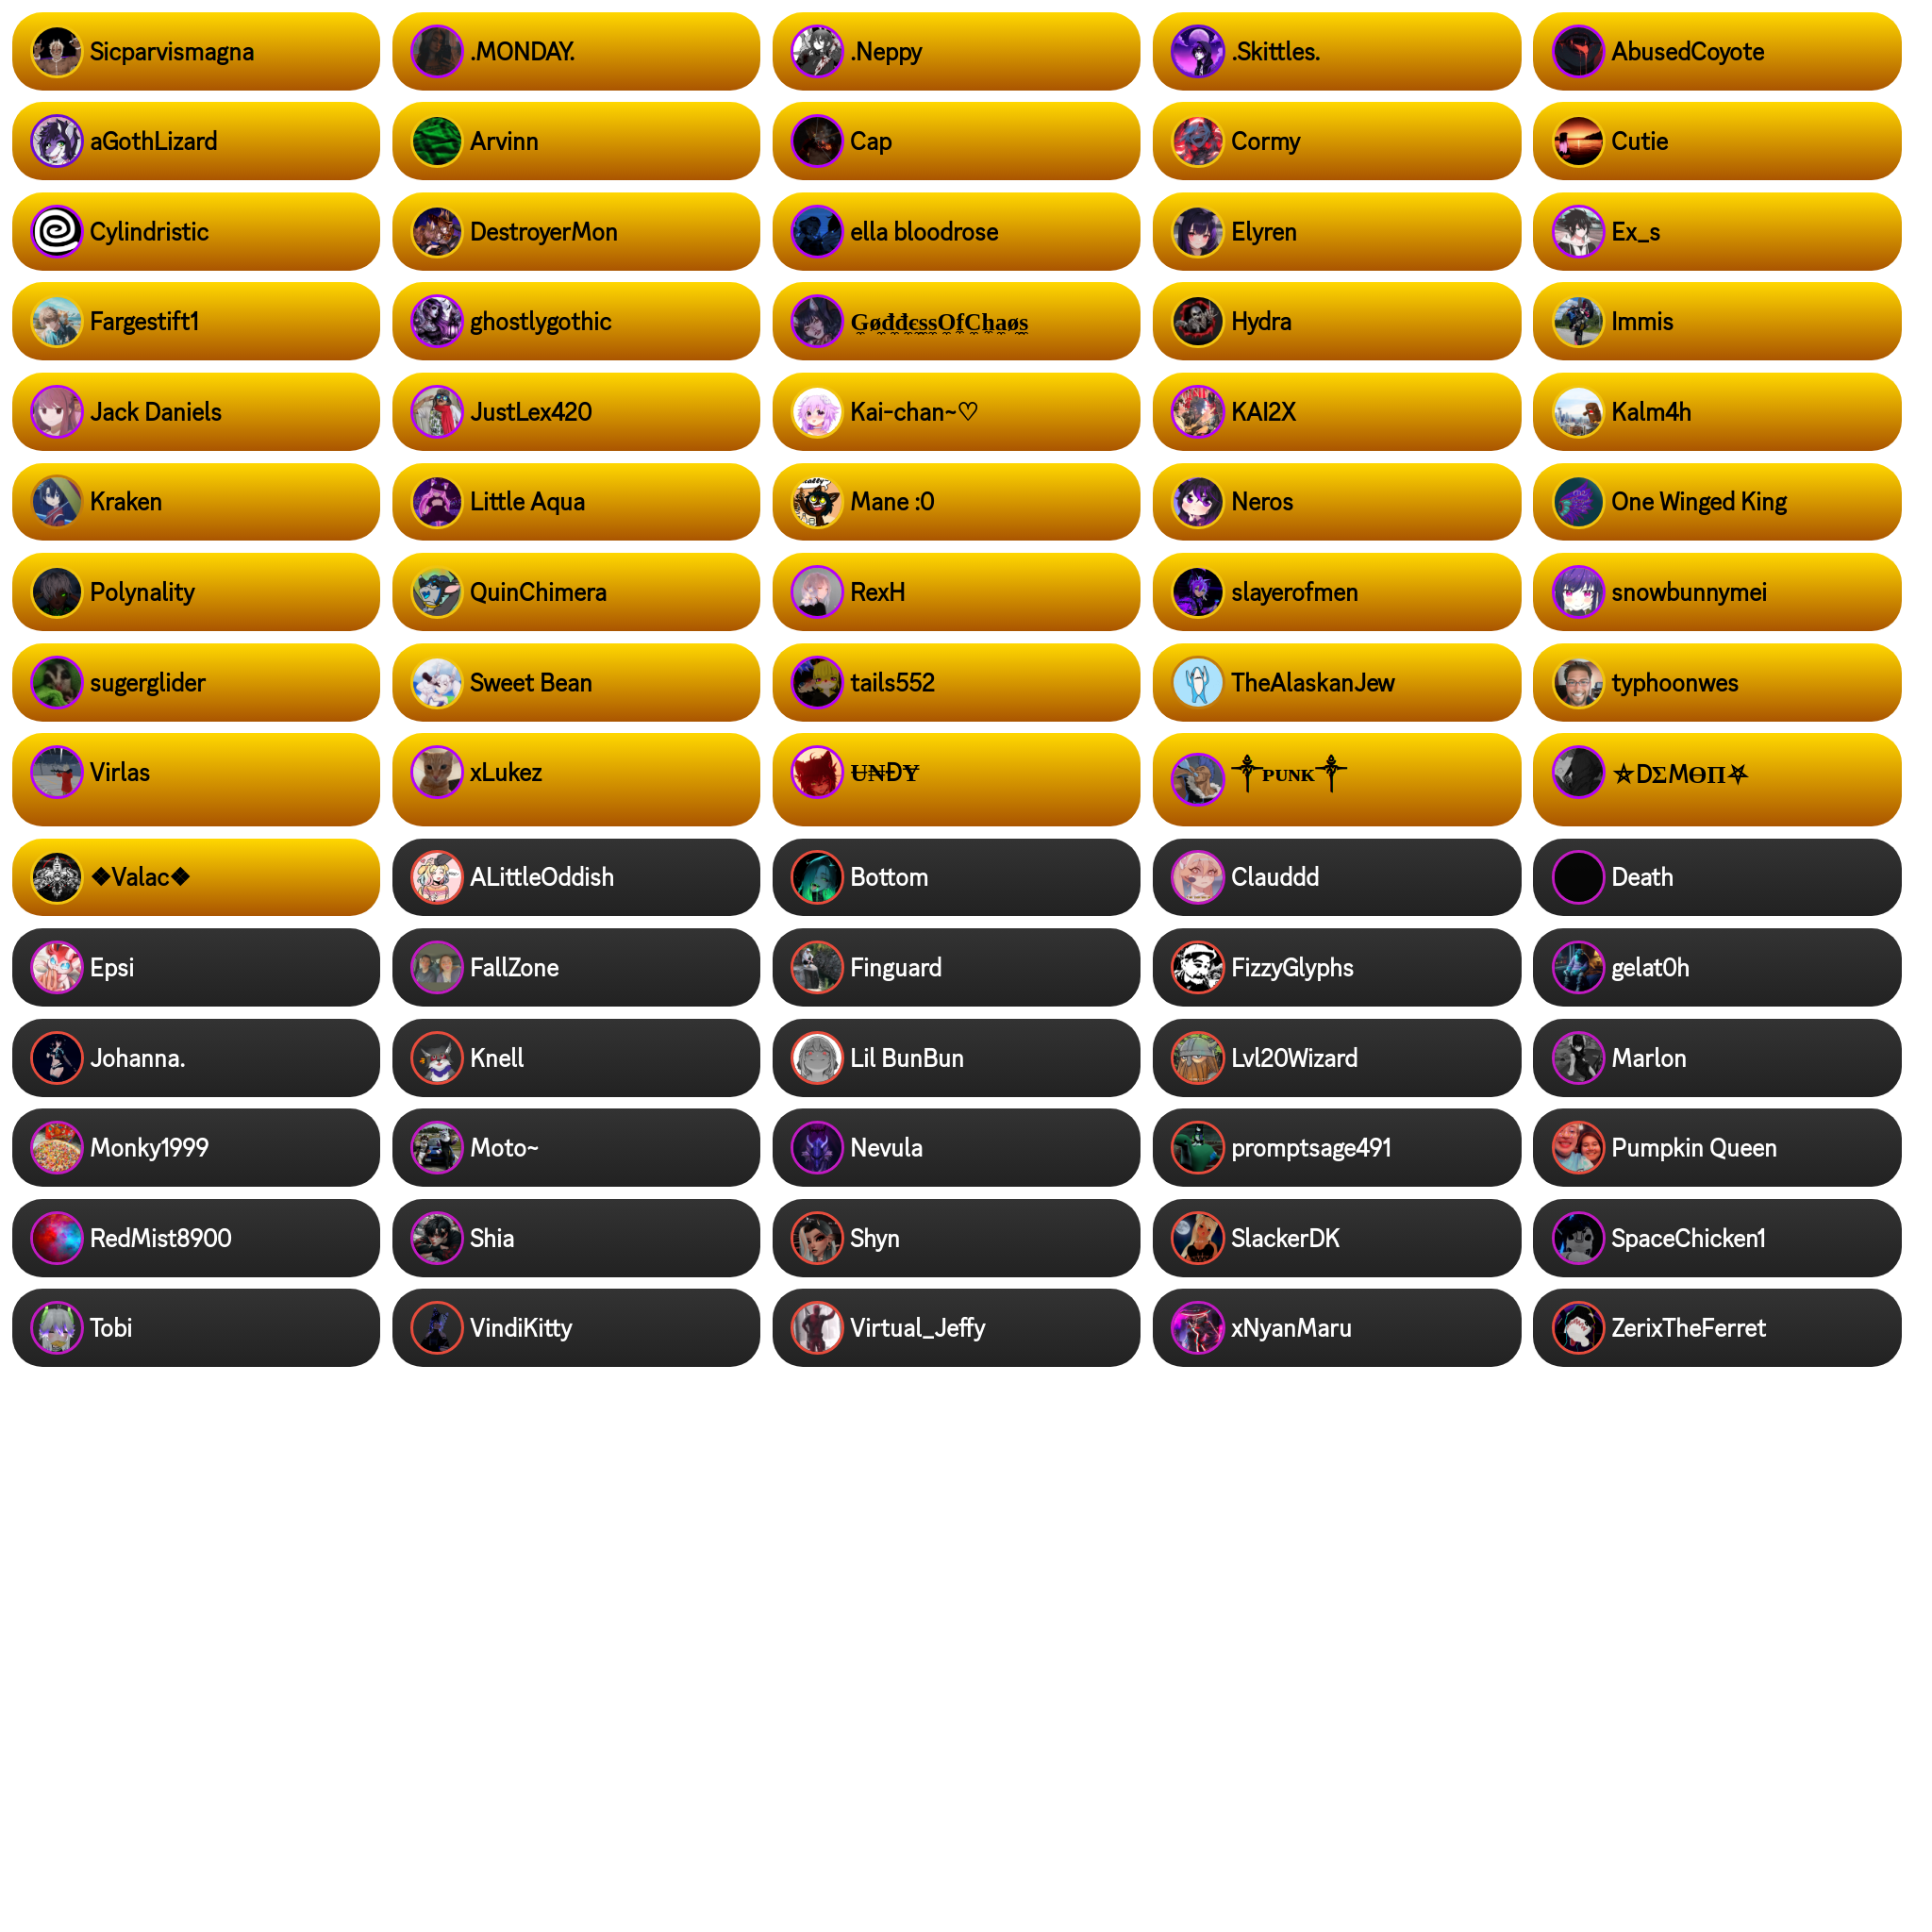 Sicparvismagna
.MONDAY.
.Neppy
.Skittles.
AbusedCoyote
aGothLizard
Arvinn
Cap
Cormy
Cutie
Cylindristic
DestroyerMon
ella bloodrose
Elyren
Ex_s
Fargestift1
ghostlygothic
G̰ø̰đ̰đ̰ḛs̰s̰O̰f̰C̰h̰a̰ø̰s̰
Hydra
Immis
Jack Daniels
JustLex420
Kai-chan~♡
KAI2X
Kalm4h
Kraken
Little Aqua
Mane :0
Neros
One Winged King
Polynality
QuinChimera
RexH
slayerofmen
snowbunnymei
sugerglider
Sweet Bean
tails552
TheAlaskanJew
typhoonwes
Virlas
xLukez
U̶₦ĐɎ
༒ᴘᴜɴᴋ༒
⛤DΣMӨП⛧
❖Valac❖
ALittleOddish
Bottom
Clauddd
Death
Epsi
FallZone
Finguard
FizzyGlyphs
gelat0h
Johanna.
Knell
Lil BunBun
Lvl20Wizard
Marlon
Monky1999
Moto~
Nevula
promptsage491
Pumpkin Queen
RedMist8900
Shia
Shyn
SlackerDK
SpaceChicken1
Tobi
VindiKitty
Virtual_Jeffy
xNyanMaru
ZerixTheFerret